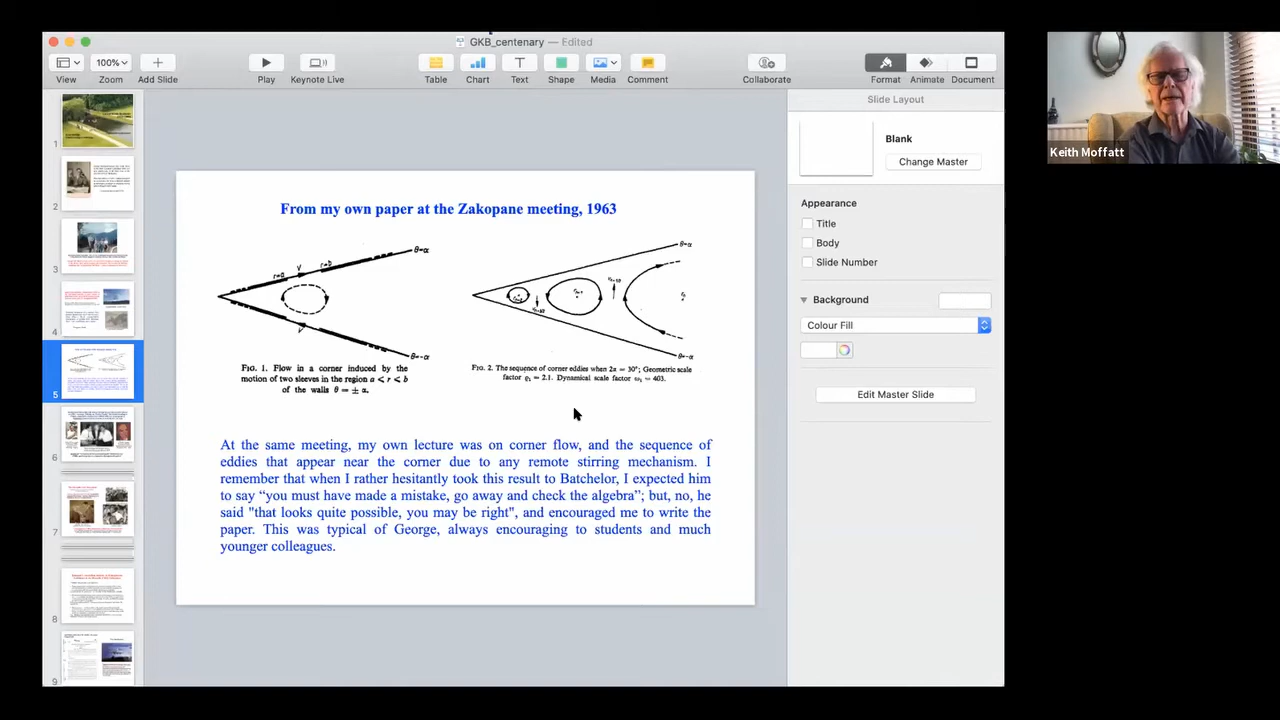 GKB_centenary — Edited
View
100%
Zoom
Add Slide
Play
Keynote Live
Table
Chart
Text
Shape
Media
Comment
Collaborate
Format
Animate
Document
Slide Layout
Blank
Change Master
Appearance
Title
Body
Slide Number
Background
Colour Fill
Edit Master Slide
1
2
3
4
5
6
7
8
9
From my own paper at the Zakopane meeting, 1963
θ=α
r=b
V
r=a
V
θ=-α
FIG. 1. Flow in a corner induced by the
motion of two sleeves in the region a < r < b
of the walls θ = ± α.
θ=α
θ=-α
FIG. 2. The sequence of corner eddies when 2α = 30°; Geometric scale
factor ϱ₁ = 2.1. Dynamical scale factor ω₁ = 403.
At the same meeting, my own lecture was on corner flow, and the sequence of
eddies that appear near the corner due to any remote stirring mechanism. I
remember that when I rather hesitantly took this result to Batchelor, I expected him
to say “you must have made a mistake, go away and check the algebra”; but, no, he
said "that looks quite possible, you may be right", and encouraged me to write the
paper. This was typical of George, always encouraging to students and much
younger colleagues.
Keith Moffatt